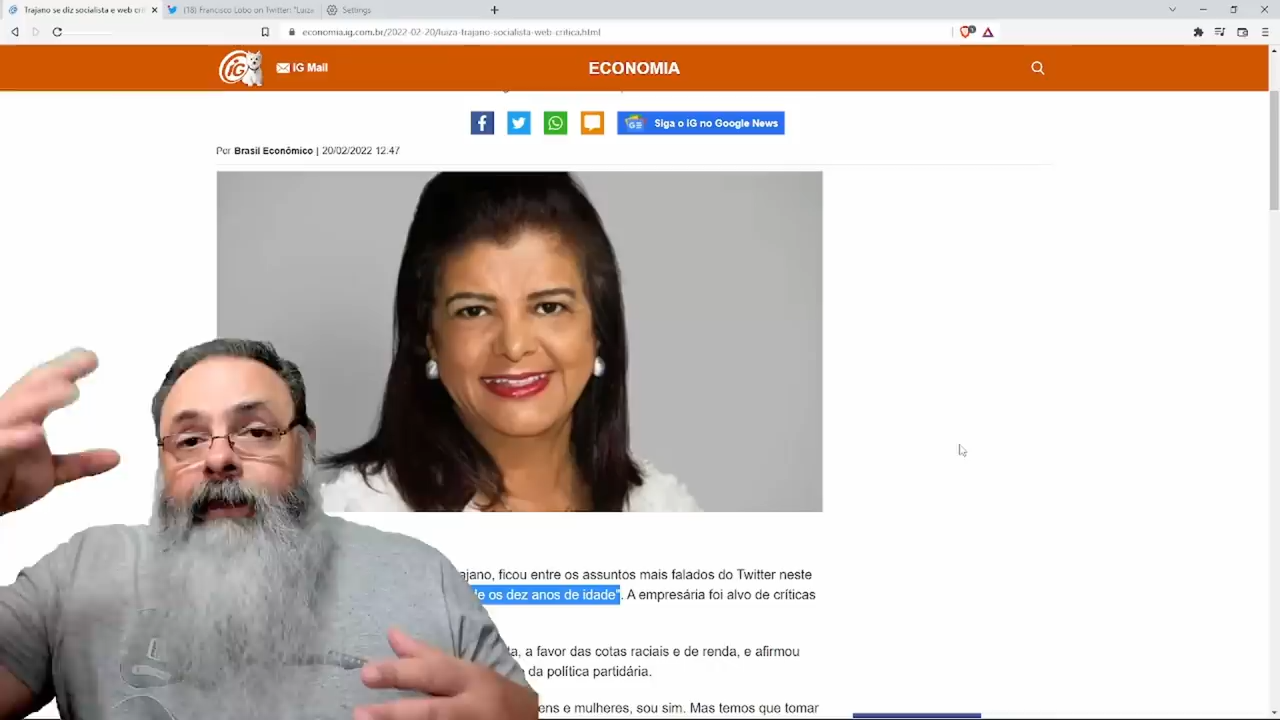 Trajano se diz socialista e web crí
(18) Francisco Lobo on Twitter: "Luiza
Settings
economia.ig.com.br/2022-02-20/luiza-trajano-socialista-web-critica.html
iG
iG Mail
ECONOMIA
Siga o iG no Google News
Por Brasil Econômico | 20/02/2022 12:47
ajano, ficou entre os assuntos mais falados do Twitter neste
e os dez anos de idade". A empresária foi alvo de críticas
ta, a favor das cotas raciais e de renda, e afirmou
da política partidária.
ens e mulheres, sou sim. Mas temos que tomar